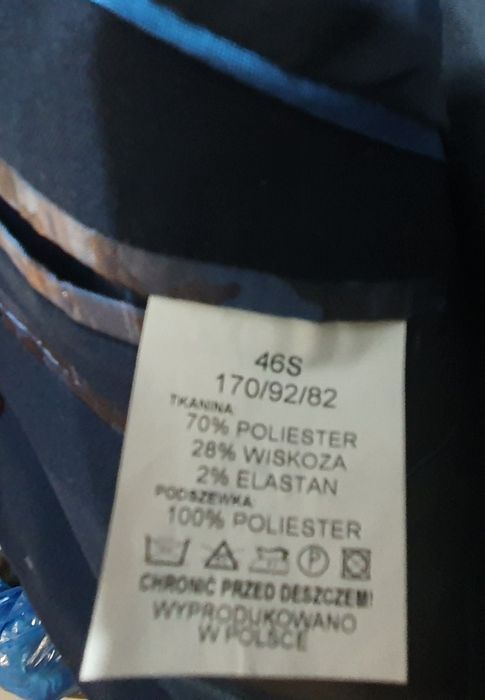 46S
170/92/82
TKANINA
70% POLIESTER
28% WISKOZA
2% ELASTAN
PODSZEWKA
100% POLIESTER
P
CHRONIĆ PRZED DESZCZEM!
WYPRODUKOWANO
W POLSCE